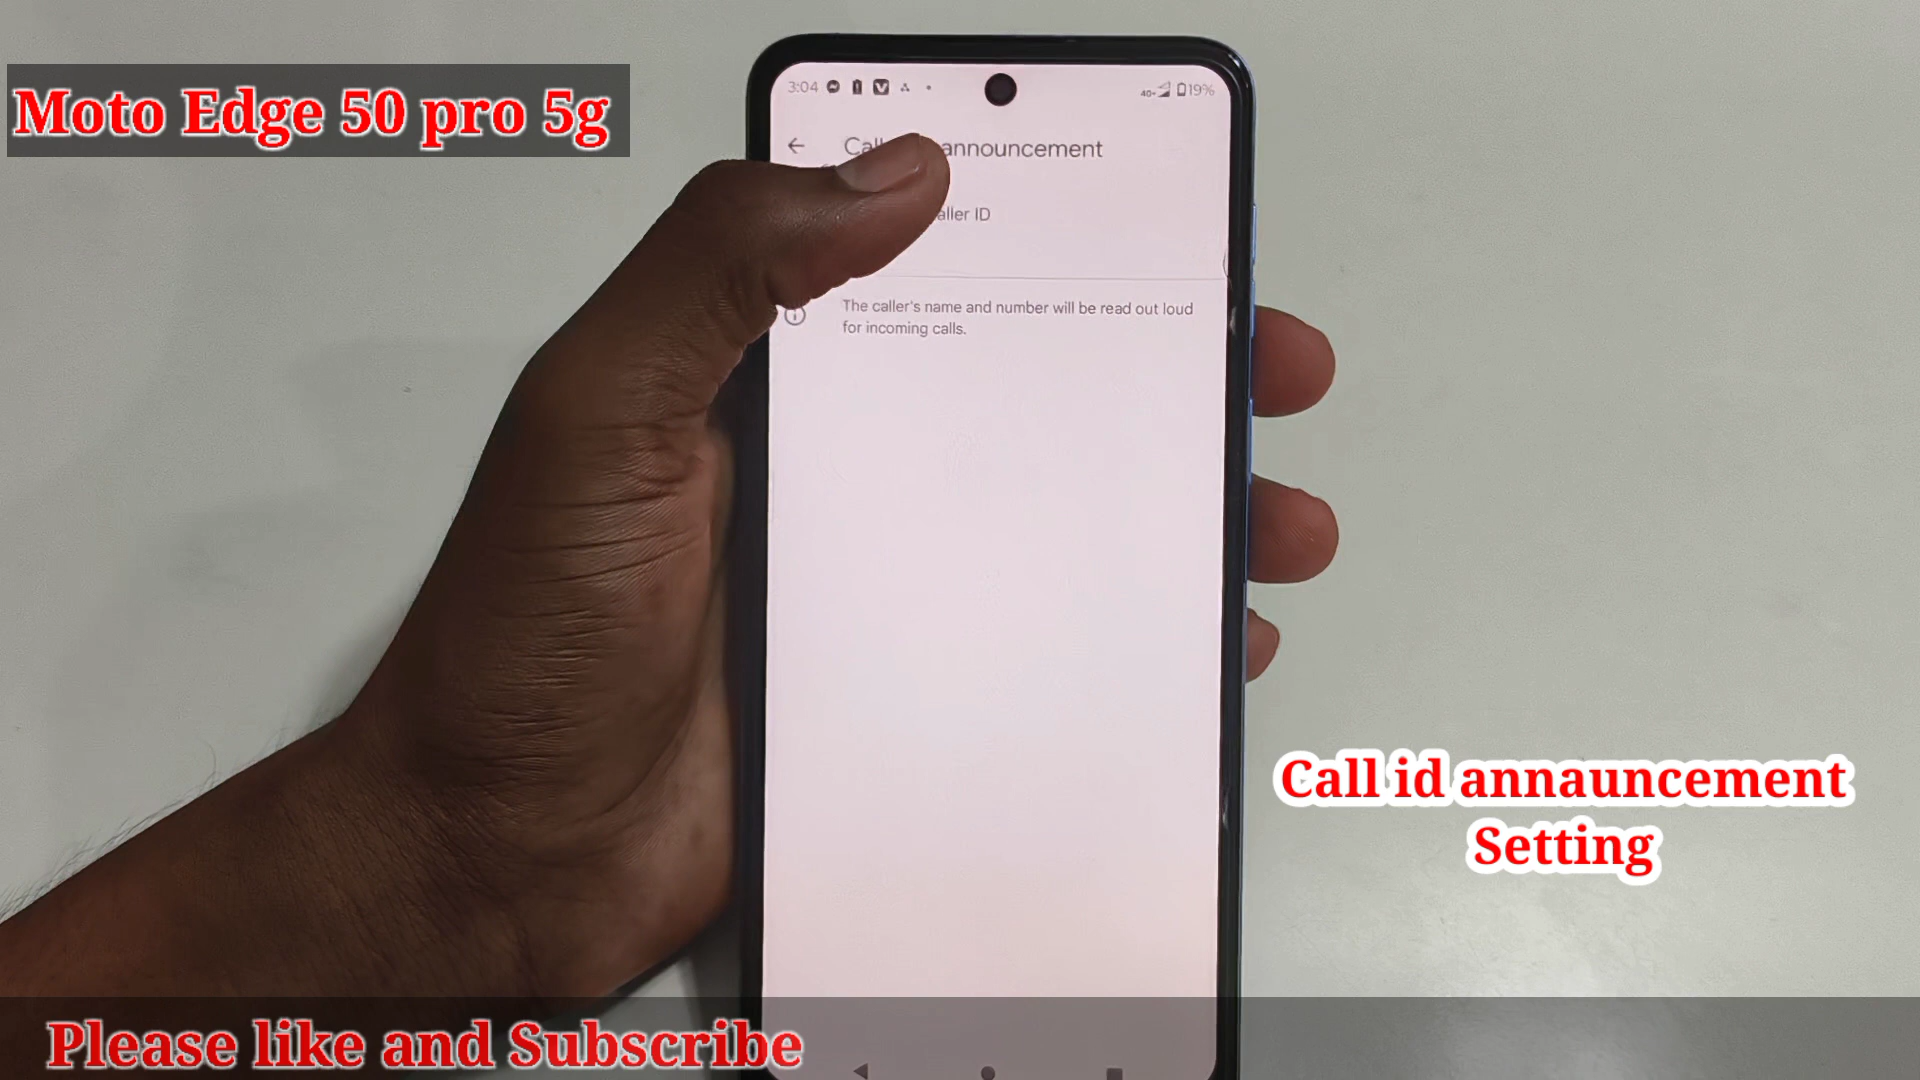 Moto Edge 50 pro 5g
3:04
19%
announcement
aller ID
The caller's name and number will be read out loud
for incoming calls.
Call id annauncement
Setting
Please like and Subscribe